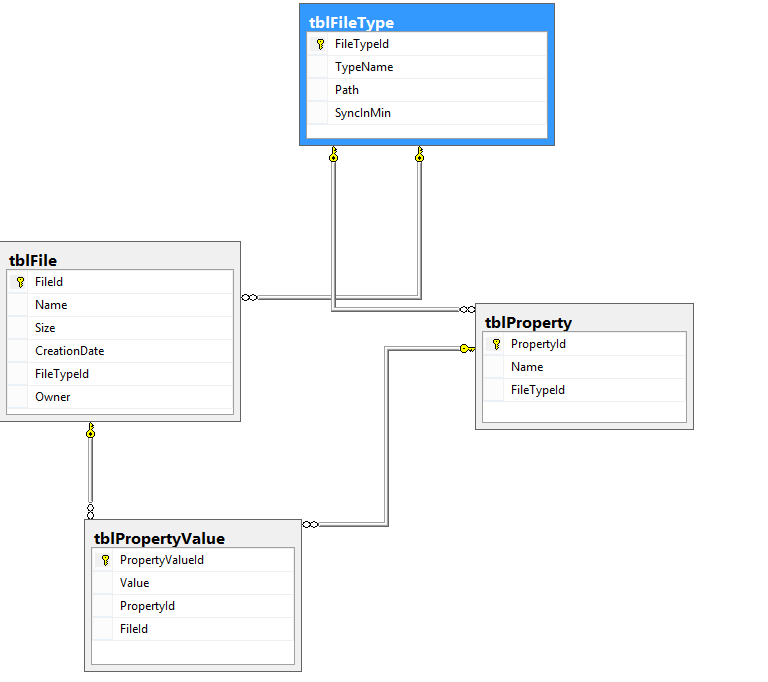 tblFileType
FileTypeId
TypeName
Path
SyncInMin
tblFile
FileId
Name
Size
CreationDate
FileTypeId
Owner
tblProperty
PropertyId
Name
FileTypeId
tblPropertyValue
PropertyValueId
Value
PropertyId
FileId